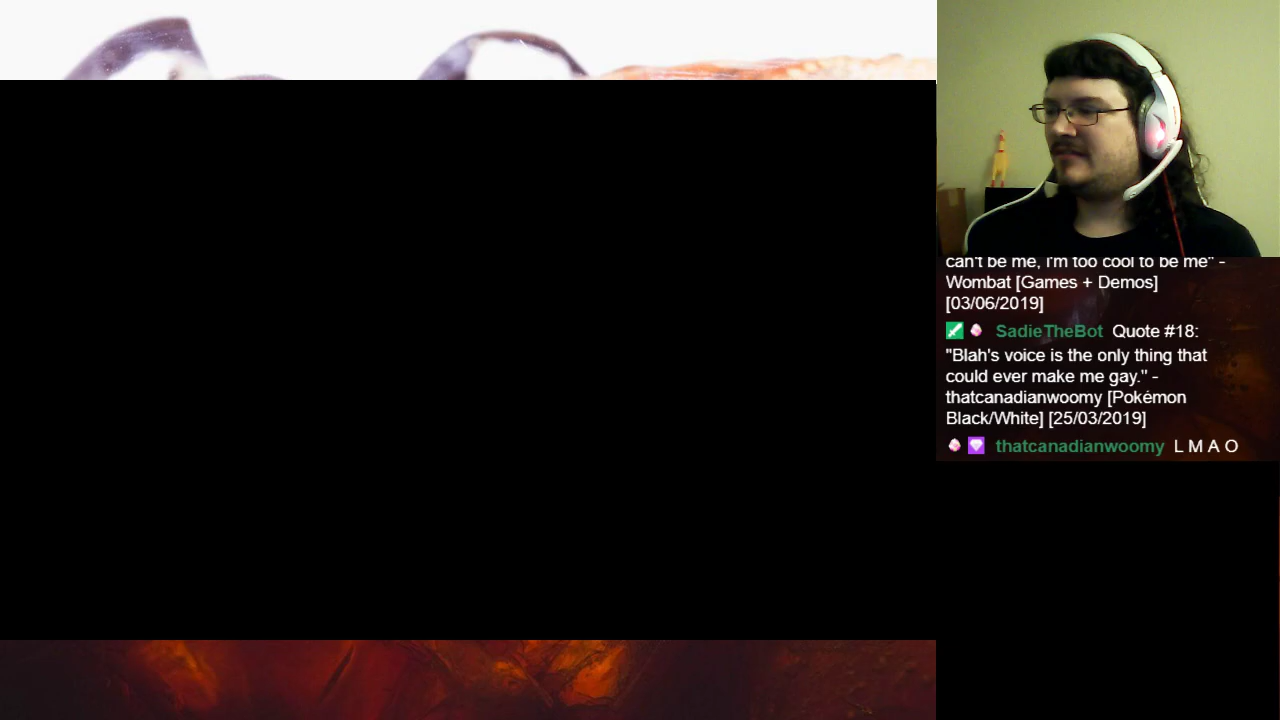 can't be me, I'm too cool to be me" -
Wombat [Games + Demos]
[03/06/2019]
SadieTheBot Quote #18:
"Blah's voice is the only thing that
could ever make me gay." -
thatcanadianwoomy [Pokémon
Black/White] [25/03/2019]
thatcanadianwoomy L M A O